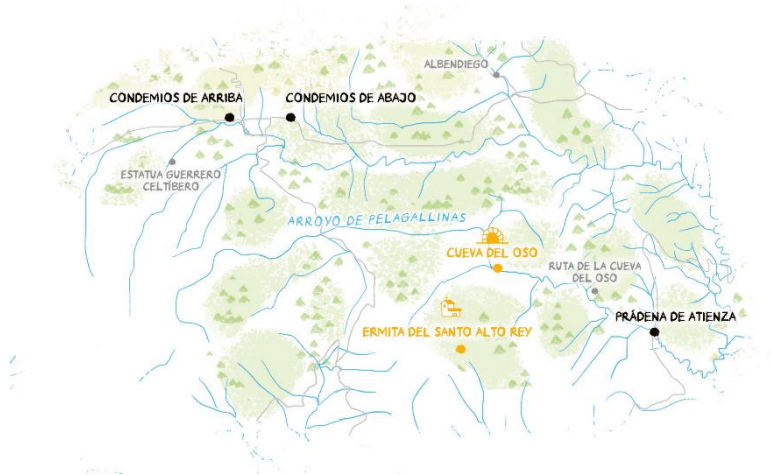 ALBENDIEGO
CONDEMIOS DE ARRIBA
CONDEMIOS DE ABAJO
ESTATUA GUERRERO
CELTÍBERO
ARROYO DE PELAGALLINAS
CUEVA DEL OSO
RUTA DE LA CUEVA
DEL OSO
PRÁDENA DE ATIENZA
ERMITA DEL SANTO ALTO REY